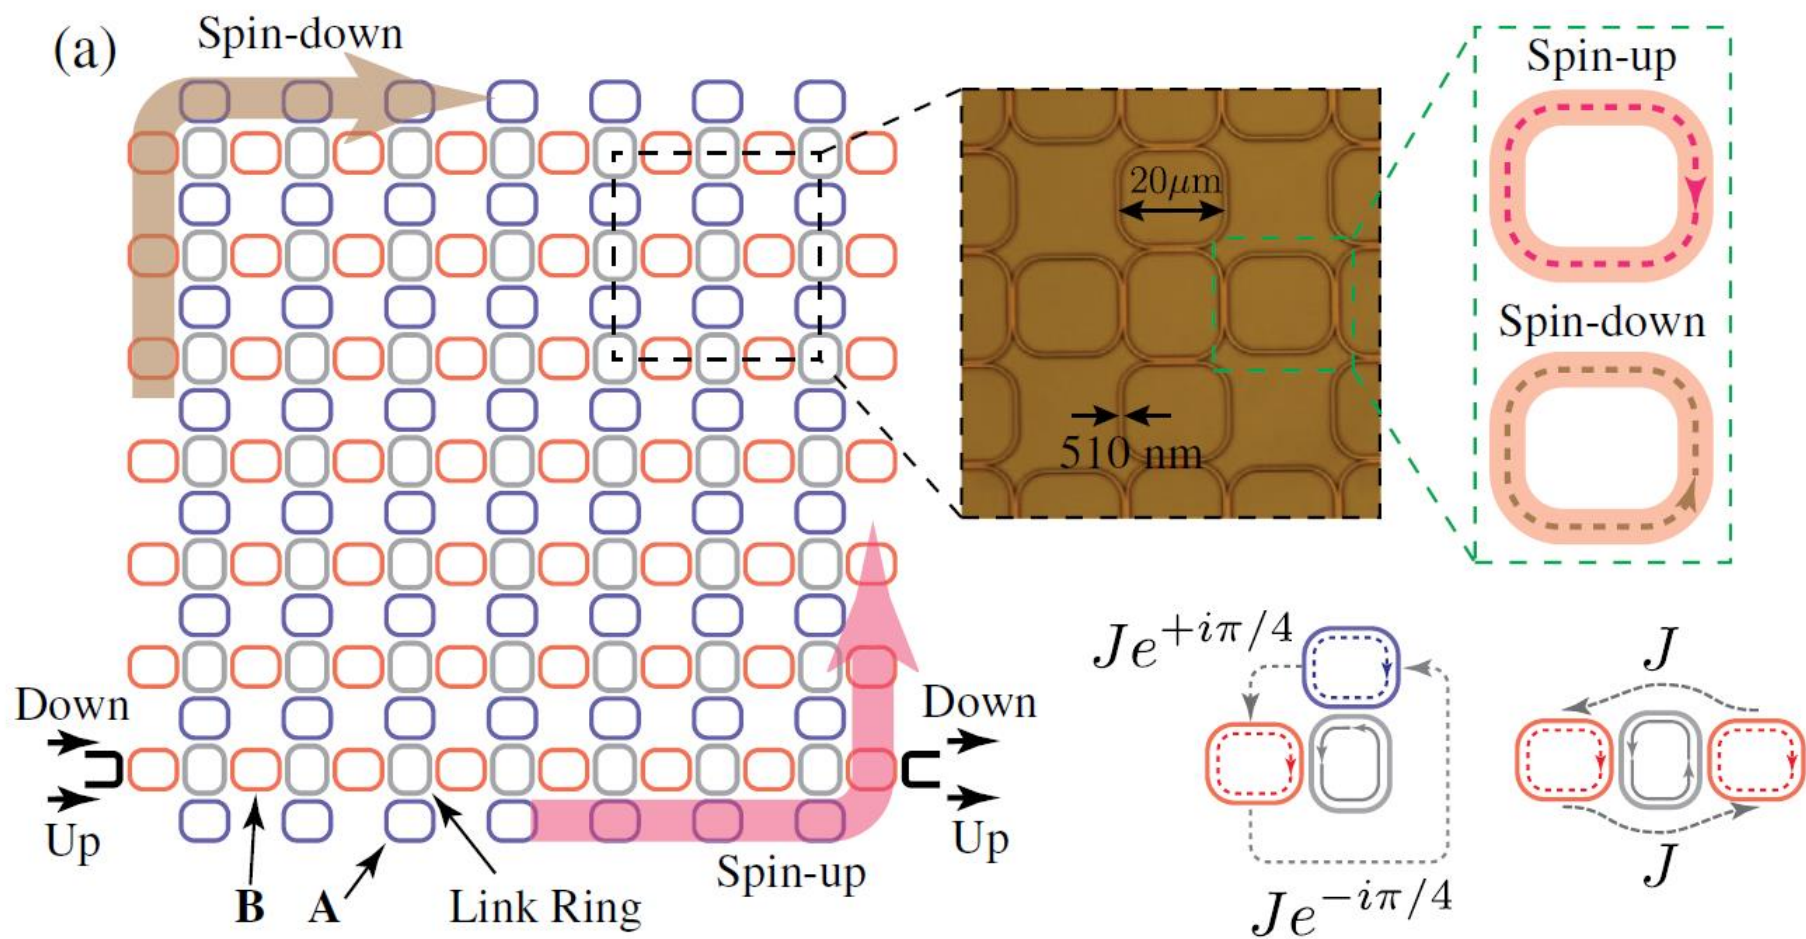 (a)
Spin-down
20μm
510 nm
Spin-up
Spin-down
Down
Up
B
A
Link Ring
Spin-up
Down
Up
Je^{+iπ/4}
Je^{-iπ/4}
J
J